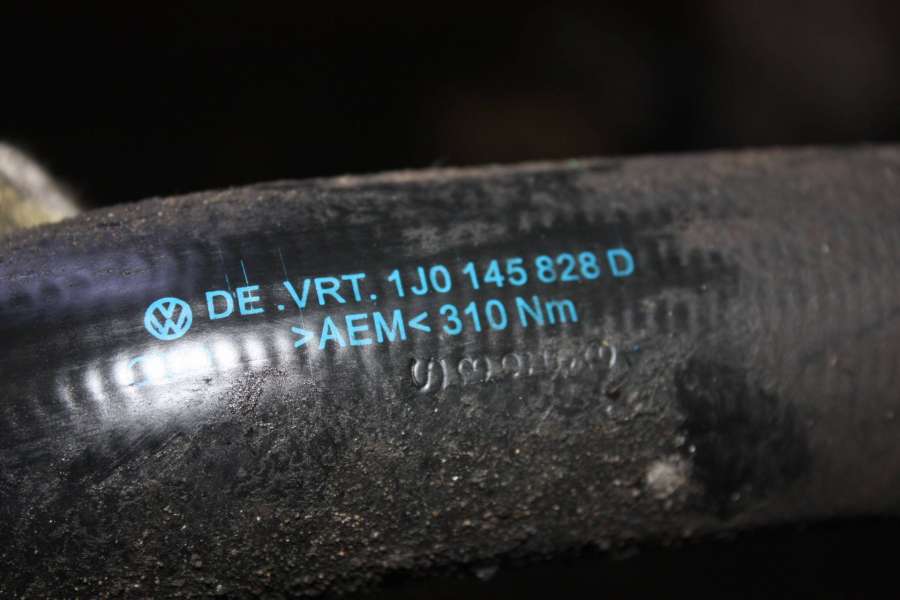 DE .VRT. 1J0 145 828 D
>AEM< 310 Nm